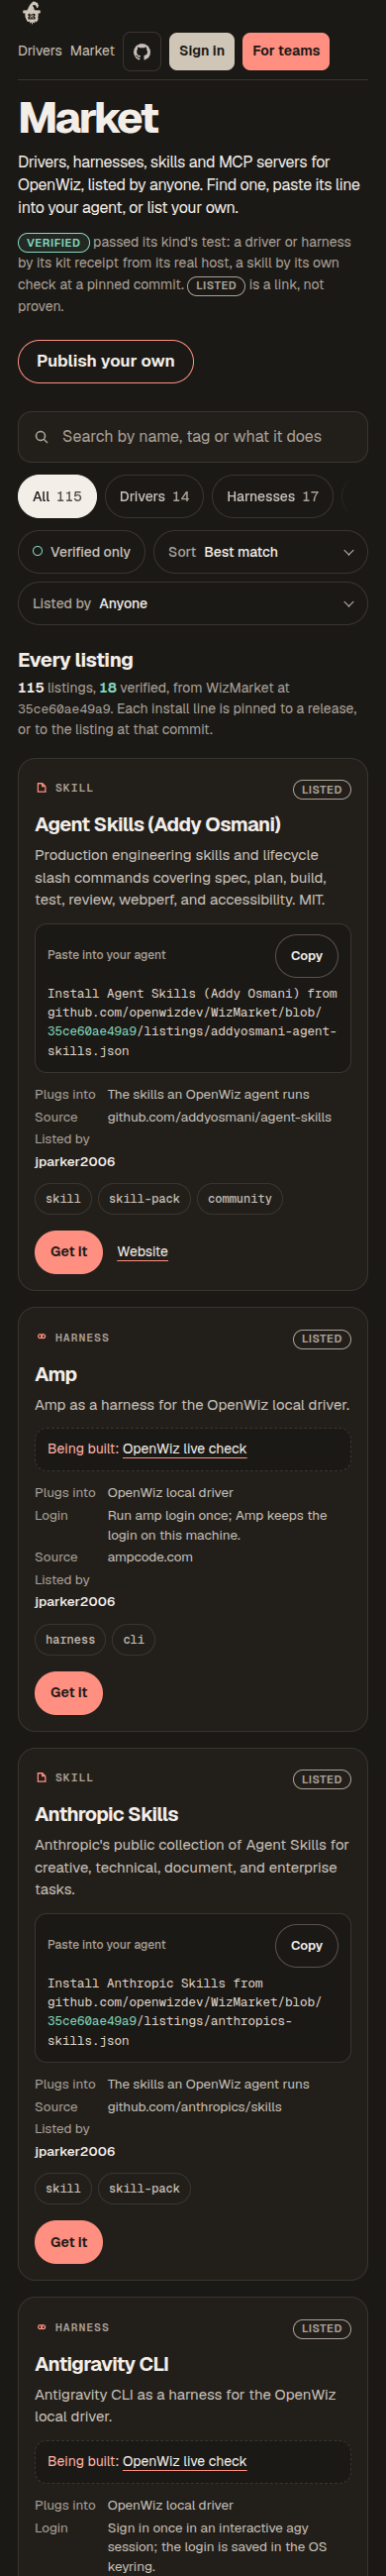 Drivers Market Sign in For teams
Market
Drivers, harnesses, skills and MCP servers for
OpenWiz, listed by anyone. Find one, paste its line
into your agent, or list your own.
VERIFIED passed its kind's test: a driver or harness
by its kit receipt from its real host, a skill by its own
check at a pinned commit. LISTED is a link, not
proven.
Publish your own
Search by name, tag or what it does
All 115 Drivers 14 Harnesses 17
Verified only Sort Best match
Listed by Anyone
Every listing
115 listings, 18 verified, from WizMarket at
35ce60ae49a9. Each install line is pinned to a release,
or to the listing at that commit.
SKILL LISTED
Agent Skills (Addy Osmani)
Production engineering skills and lifecycle
slash commands covering spec, plan, build,
test, review, webperf, and accessibility. MIT.
Paste into your agent Copy
Install Agent Skills (Addy Osmani) from
github.com/openwizdev/WizMarket/blob/
35ce60ae49a9/listings/addyosmani-agent-
skills.json
Plugs into The skills an OpenWiz agent runs
Source github.com/addyosmani/agent-skills
Listed by
jparker2006
skill skill-pack community
Get it Website
HARNESS LISTED
Amp
Amp as a harness for the OpenWiz local driver.
Being built: OpenWiz live check
Plugs into OpenWiz local driver
Login Run amp login once; Amp keeps the
login on this machine.
Source ampcode.com
Listed by
jparker2006
harness cli
Get it
SKILL LISTED
Anthropic Skills
Anthropic's public collection of Agent Skills for
creative, technical, document, and enterprise
tasks.
Paste into your agent Copy
Install Anthropic Skills from
github.com/openwizdev/WizMarket/blob/
35ce60ae49a9/listings/anthropics-
skills.json
Plugs into The skills an OpenWiz agent runs
Source github.com/anthropics/skills
Listed by
jparker2006
skill skill-pack
Get it
HARNESS LISTED
Antigravity CLI
Antigravity CLI as a harness for the OpenWiz
local driver.
Being built: OpenWiz live check
Plugs into OpenWiz local driver
Login Sign in once in an interactive agy
session; the login is saved in the OS
keyring.